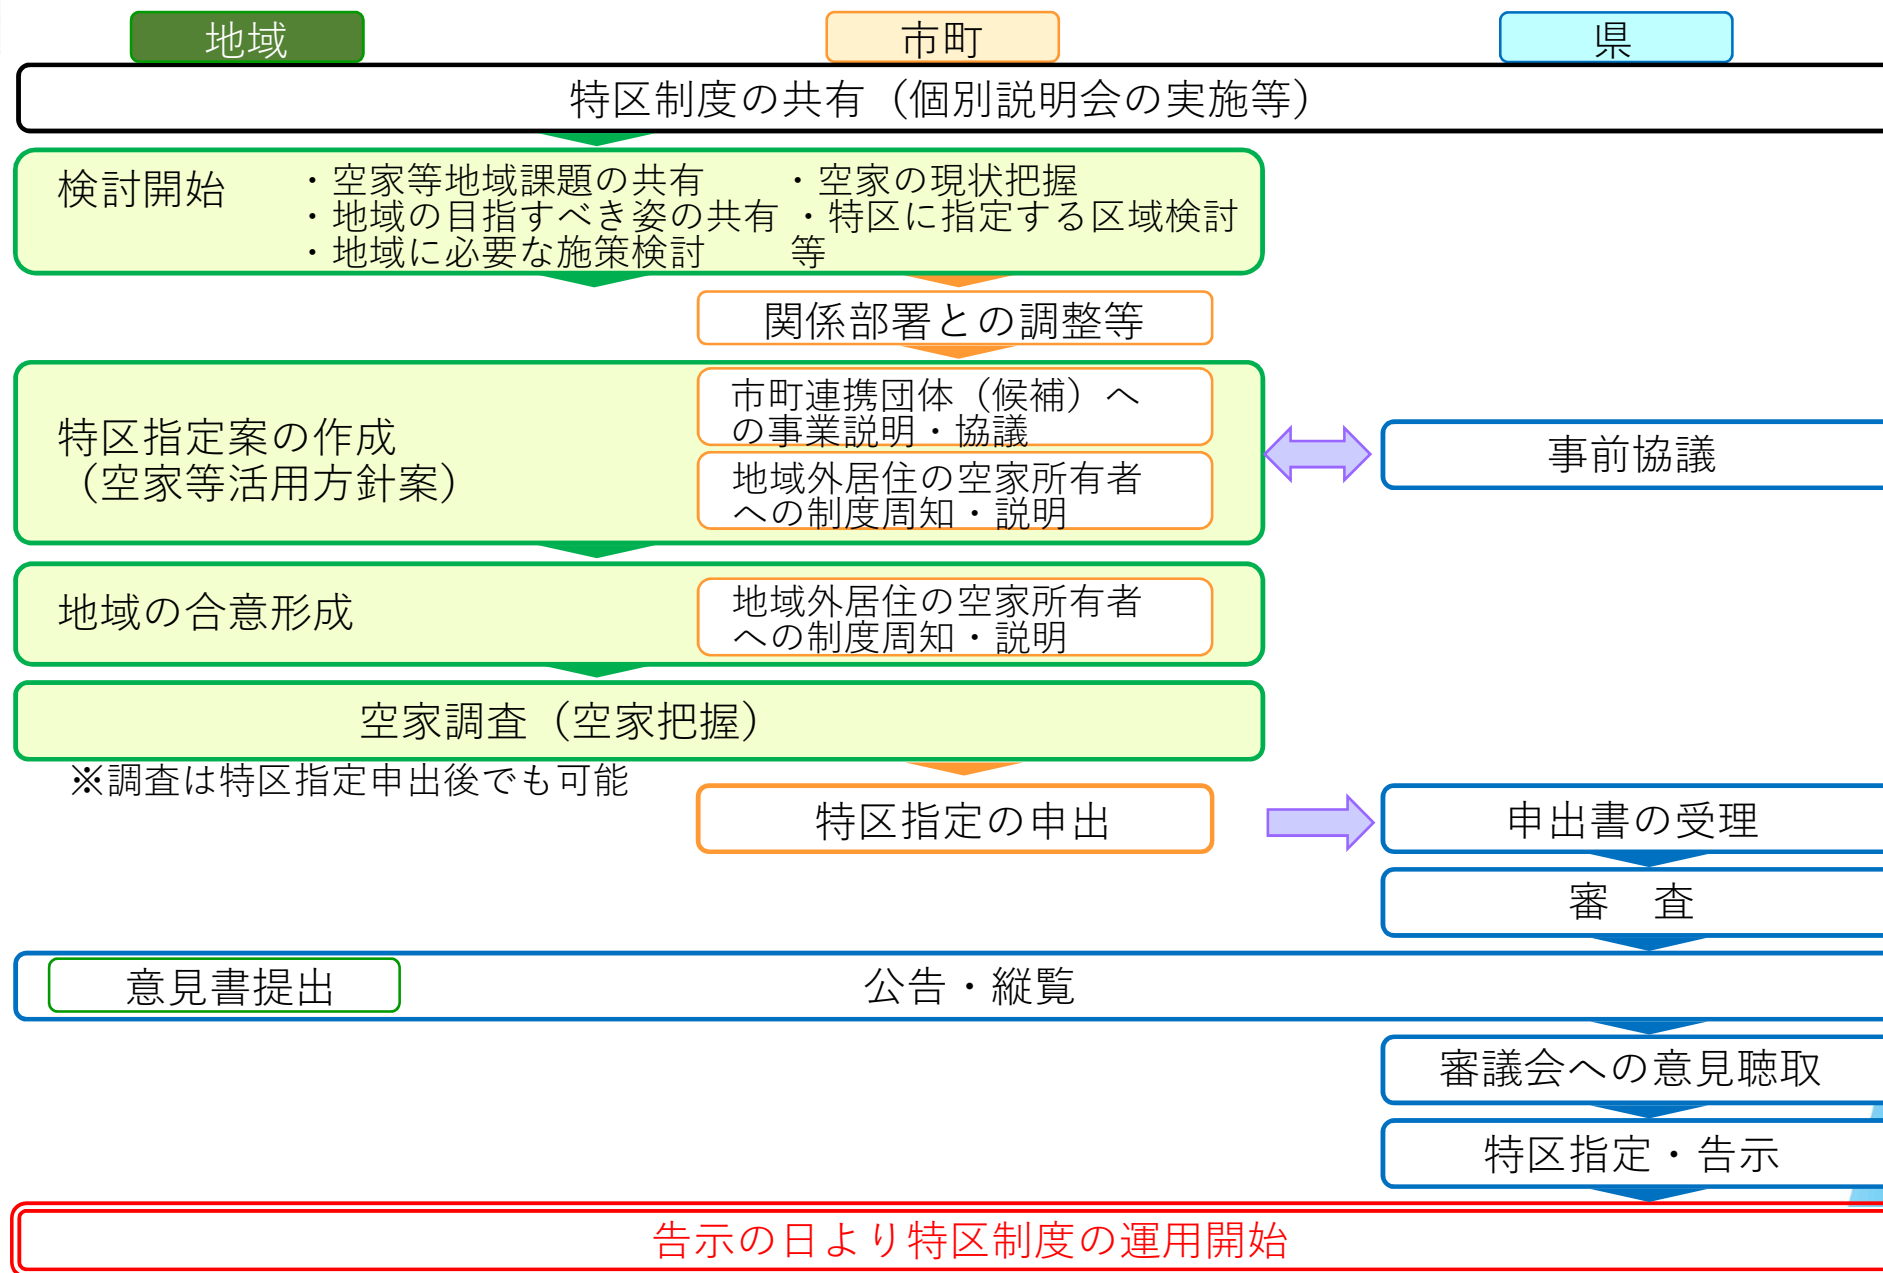 地域
市町
県
特区制度の共有（個別説明会の実施等）
検討開始
・空家等地域課題の共有
・地域の目指すべき姿の共有
・地域に必要な施策検討
・空家の現状把握
・特区に指定する区域検討
等
関係部署との調整等
特区指定案の作成
（空家等活用方針案）
市町連携団体（候補）へ
の事業説明・協議
地域外居住の空家所有者
への制度周知・説明
事前協議
地域の合意形成
地域外居住の空家所有者
への制度周知・説明
空家調査（空家把握）
※調査は特区指定申出後でも可能
特区指定の申出
申出書の受理
審　査
意見書提出
公告・縦覧
審議会への意見聴取
特区指定・告示
告示の日より特区制度の運用開始